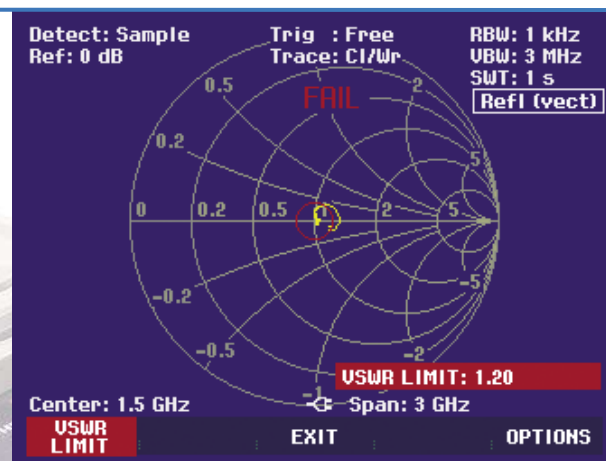 Detect: Sample Trig : Free RBW: 1 kHz
Ref: 0 dB Trace: Cl/Wr VBW: 3 MHz
SWT: 1 s
Refl (vect)
FAIL
0.5 2
0.2 5
0 0.2 0.5 1 2 5
-0.2 -5
-0.5 -2
VSWR LIMIT: 1.20
-1
Center: 1.5 GHz Span: 3 GHz
VSWR LIMIT EXIT OPTIONS